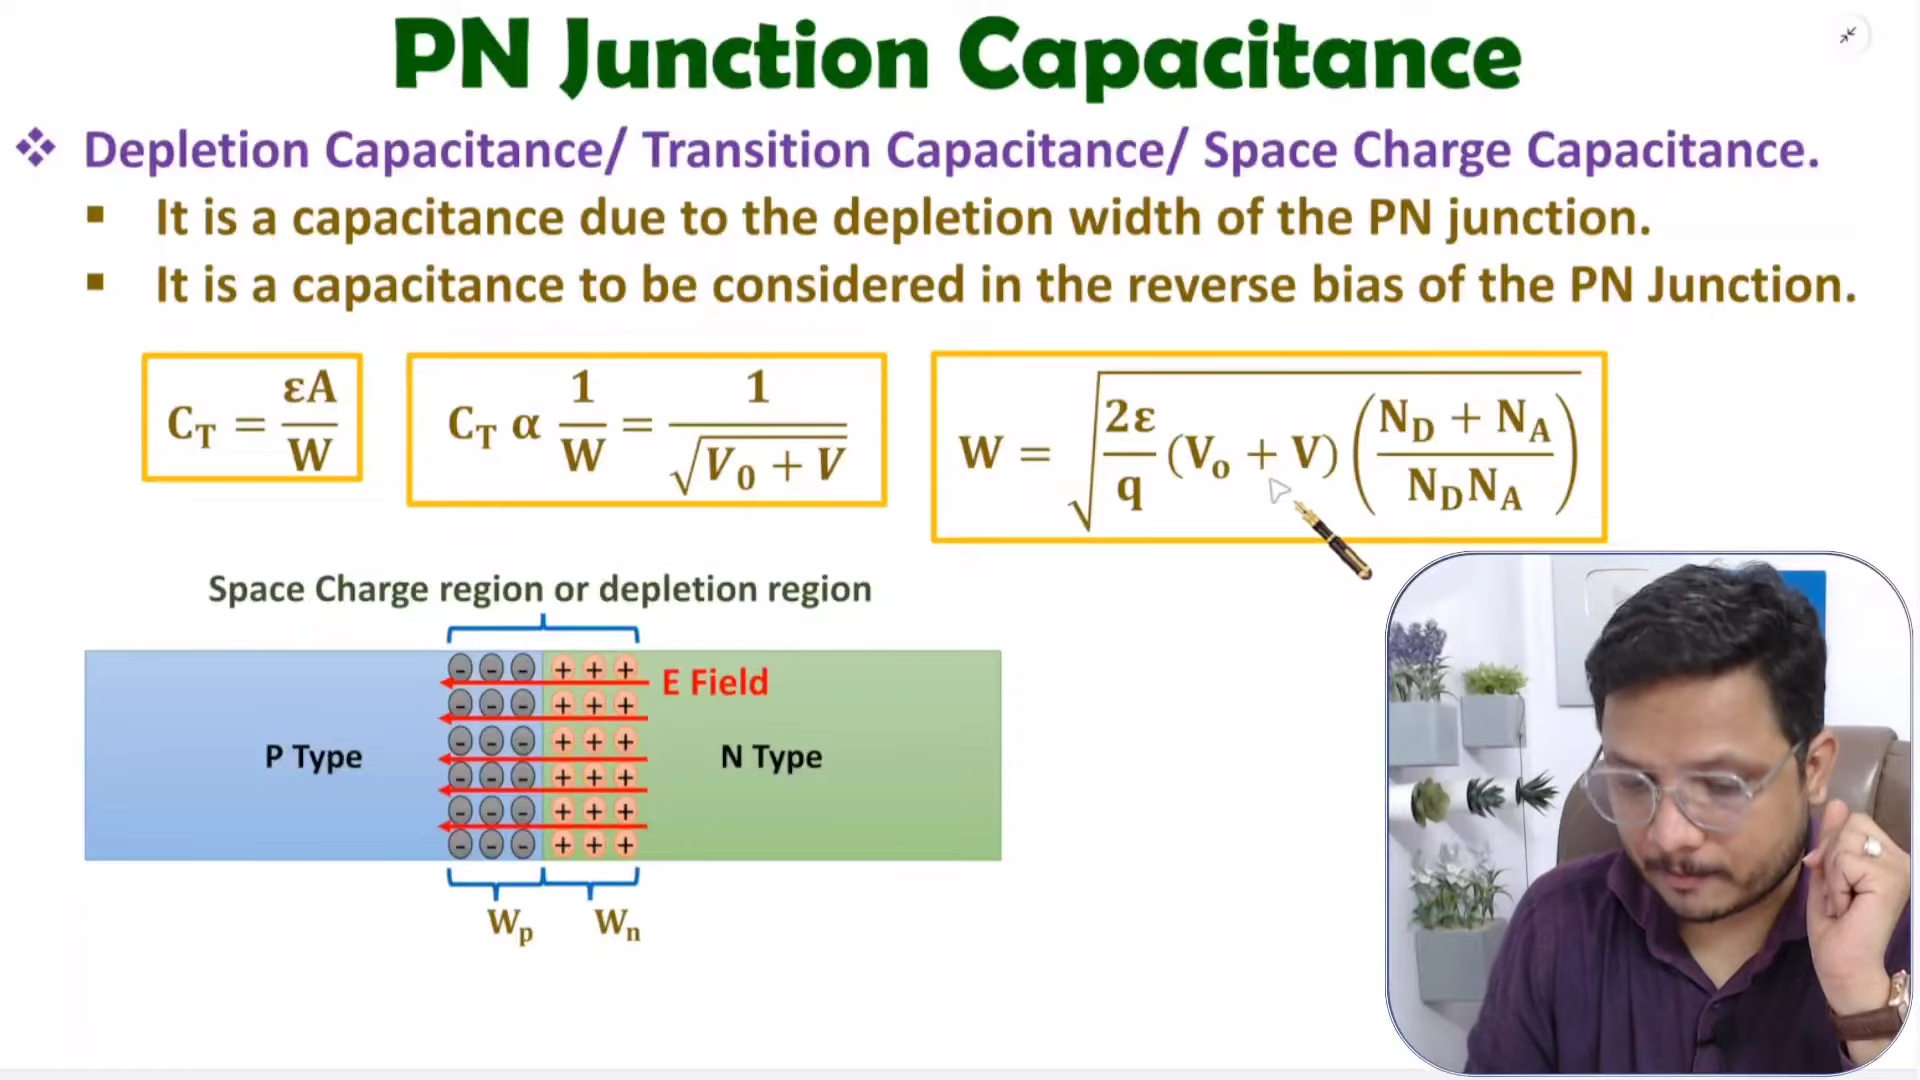 PN Junction Capacitance
❖ Depletion Capacitance/ Transition Capacitance/ Space Charge Capacitance.
▪ It is a capacitance due to the depletion width of the PN junction.
▪ It is a capacitance to be considered in the reverse bias of the PN Junction.
C_T = εA/W
C_T α 1/W = 1/√(V_0 + V)
W = √(2ε/q (V_o + V) ((N_D + N_A)/(N_D N_A)))
Space Charge region or depletion region
- - - + + +
E Field
- - - + + +
- - - + + +
P Type
N Type
- - - + + +
- - - + + +
- - - + + +
W_p W_n